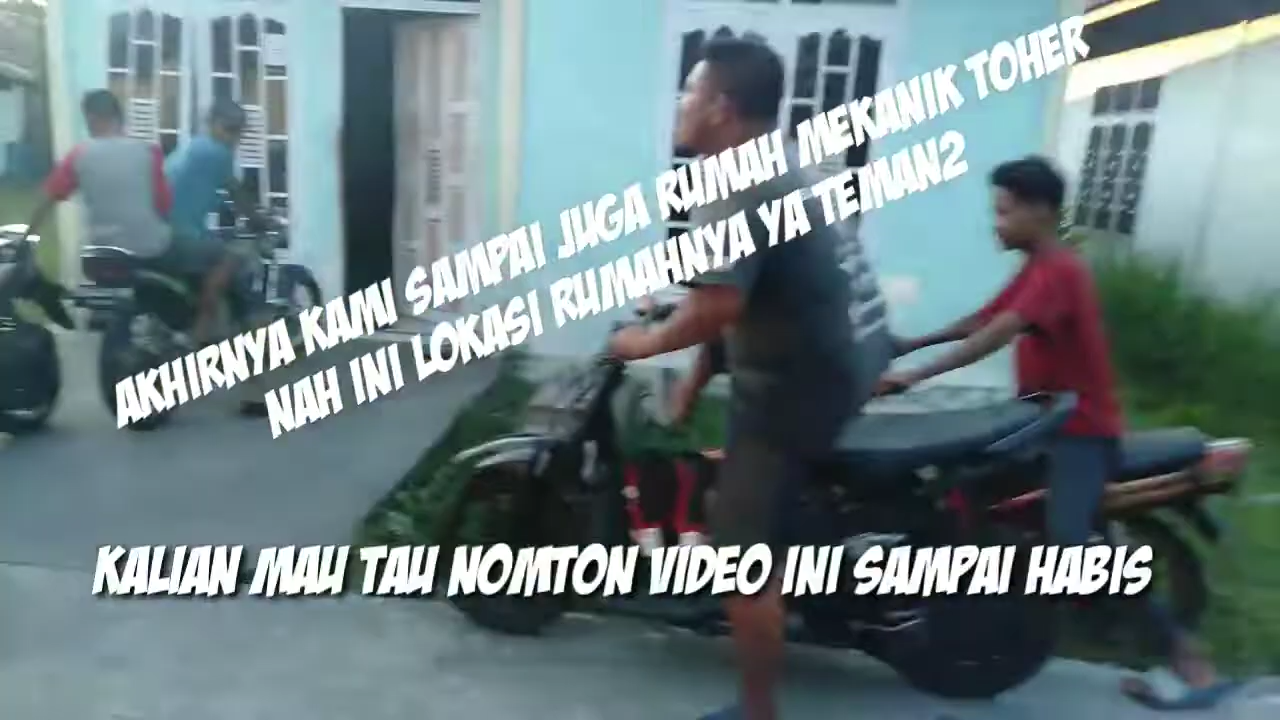 AKHIRNYA KAMI SAMPAI JUGA RUMAH MEKANIK TOHER
NAH INI LOKASI RUMAHNYA YA TEMAN2
KALIAN MAU TAU NOMTON VIDEO INI SAMPAI HABIS